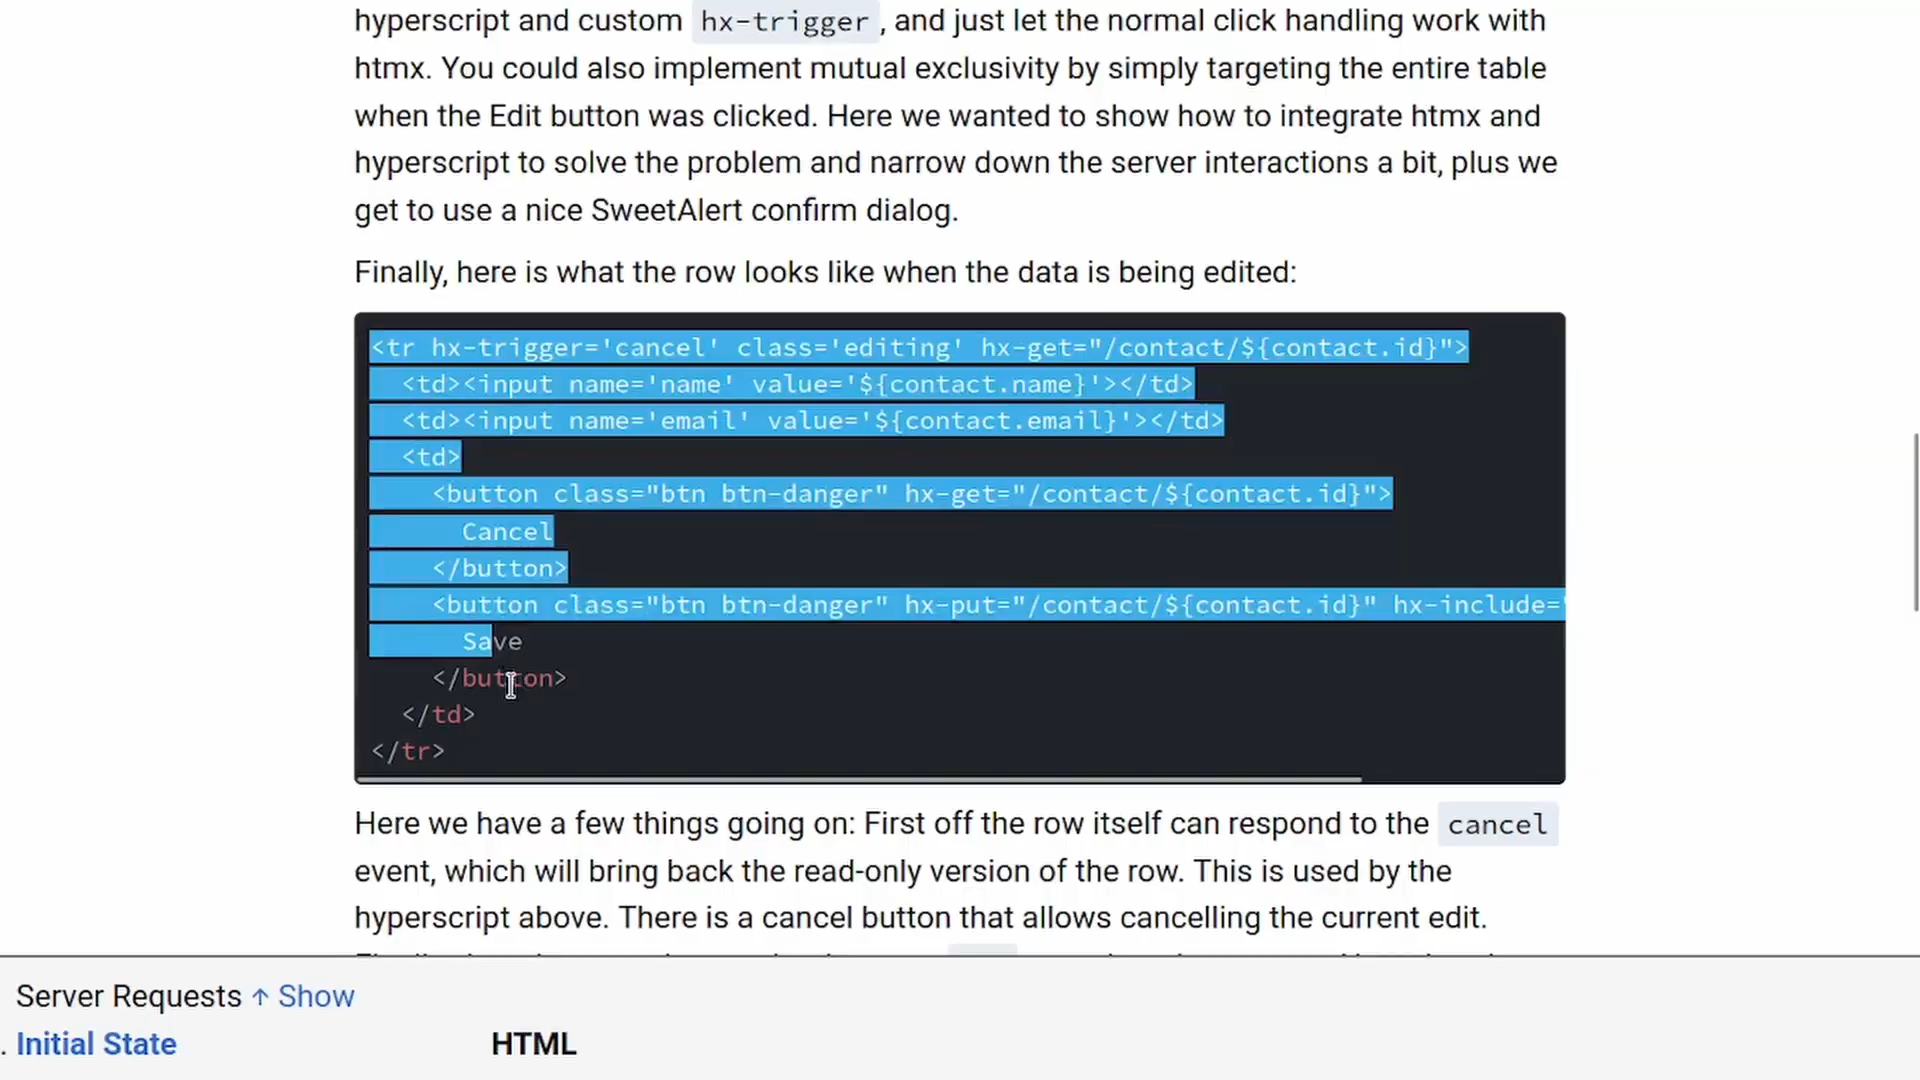 hyperscript and custom hx-trigger, and just let the normal click handling work with
htmx. You could also implement mutual exclusivity by simply targeting the entire table
when the Edit button was clicked. Here we wanted to show how to integrate htmx and
hyperscript to solve the problem and narrow down the server interactions a bit, plus we
get to use a nice SweetAlert confirm dialog.
Finally, here is what the row looks like when the data is being edited:
<tr hx-trigger='cancel' class='editing' hx-get="/contact/${contact.id}">
  <td><input name='name' value='${contact.name}'></td>
  <td><input name='email' value='${contact.email}'></td>
  <td>
    <button class="btn btn-danger" hx-get="/contact/${contact.id}">
      Cancel
    </button>
    <button class="btn btn-danger" hx-put="/contact/${contact.id}" hx-include=
      Save
    </button>
  </td>
</tr>
Here we have a few things going on: First off the row itself can respond to the cancel
event, which will bring back the read-only version of the row. This is used by the
hyperscript above. There is a cancel button that allows cancelling the current edit.
Server Requests ↑ Show
. Initial State HTML